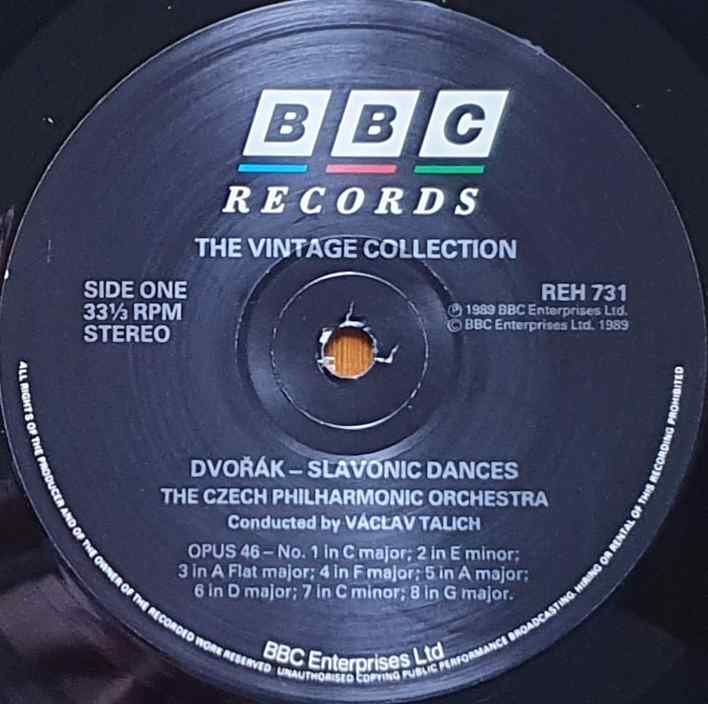 BBC
RECORDS
THE VINTAGE COLLECTION
SIDE ONE
33⅓ RPM
STEREO
REH 731
Ⓟ 1989 BBC Enterprises Ltd.
© BBC Enterprises Ltd. 1989
DVOŘÁK – SLAVONIC DANCES
THE CZECH PHILHARMONIC ORCHESTRA
Conducted by VÁCLAV TALICH
OPUS 46 – No. 1 in C major; 2 in E minor;
3 in A Flat major; 4 in F major; 5 in A major;
6 in D major; 7 in C minor; 8 in G major.
BBC Enterprises Ltd
ALL RIGHTS OF THE PRODUCER AND OF THE OWNER OF THE RECORDED WORK RESERVED UNAUTHORISED COPYING PUBLIC PERFORMANCE BROADCASTING HIRING OR RENTAL OF THIS RECORDING PROHIBITED